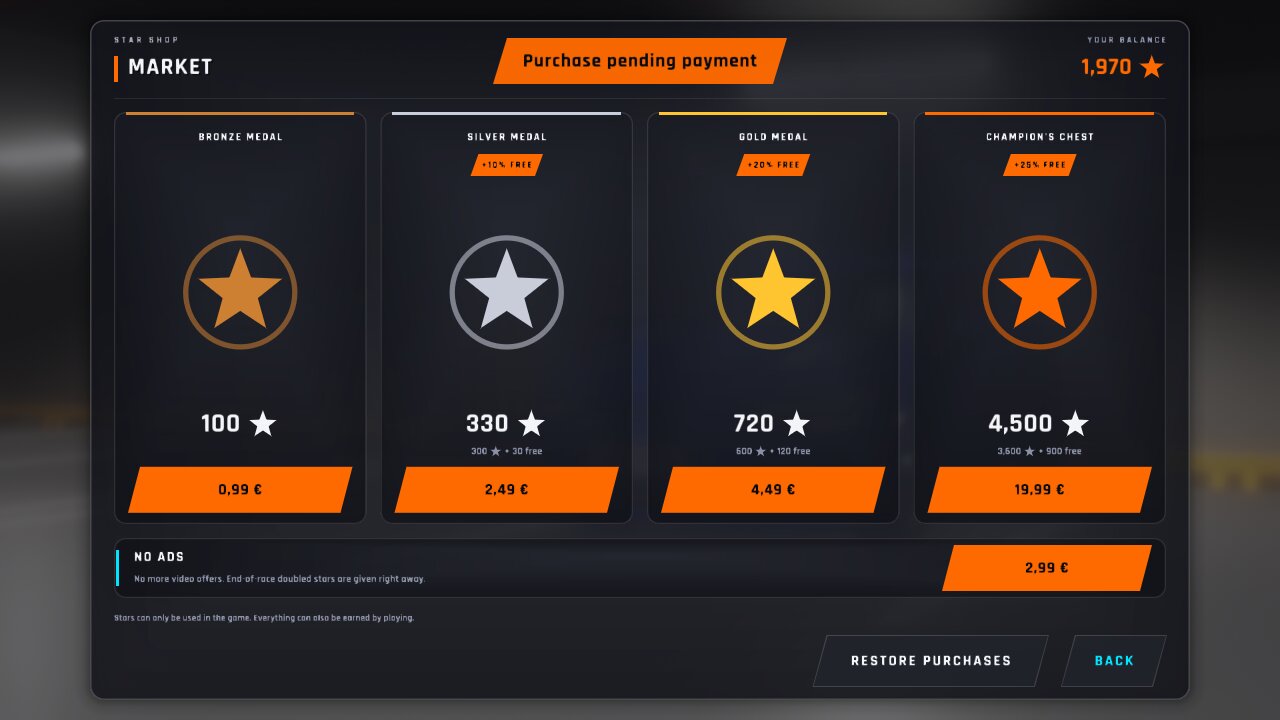 STAR SHOP
MARKET
Purchase pending payment
YOUR BALANCE
1,970
BRONZE MEDAL
100
0,99 €
SILVER MEDAL
+10% FREE
330
300 ★ + 30 free
2,49 €
GOLD MEDAL
+20% FREE
720
600 ★ + 120 free
4,49 €
CHAMPION'S CHEST
+25% FREE
4,500
3,600 ★ + 900 free
19,99 €
NO ADS
No more video offers. End-of-race doubled stars are given right away.
2,99 €
Stars can only be used in the game. Everything can also be earned by playing.
RESTORE PURCHASES
BACK